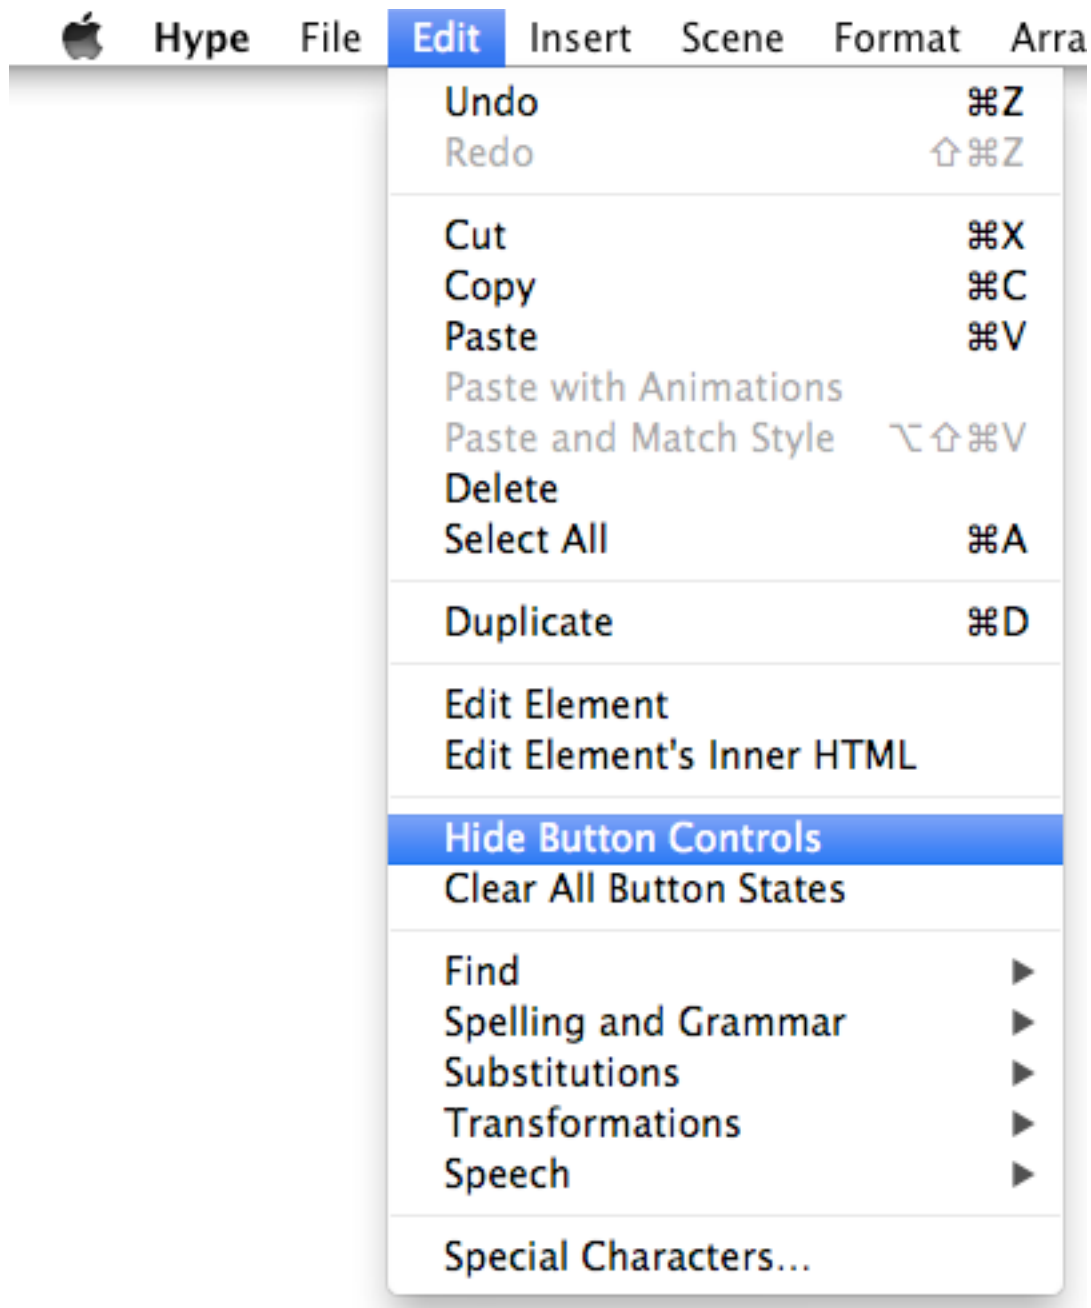 Hype File Edit Insert Scene Format Arra
Undo ⌘Z
Redo ⇧⌘Z
Cut ⌘X
Copy ⌘C
Paste ⌘V
Paste with Animations
Paste and Match Style ⌥⇧⌘V
Delete
Select All ⌘A
Duplicate ⌘D
Edit Element
Edit Element's Inner HTML
Hide Button Controls
Clear All Button States
Find ▶
Spelling and Grammar ▶
Substitutions ▶
Transformations ▶
Speech ▶
Special Characters...